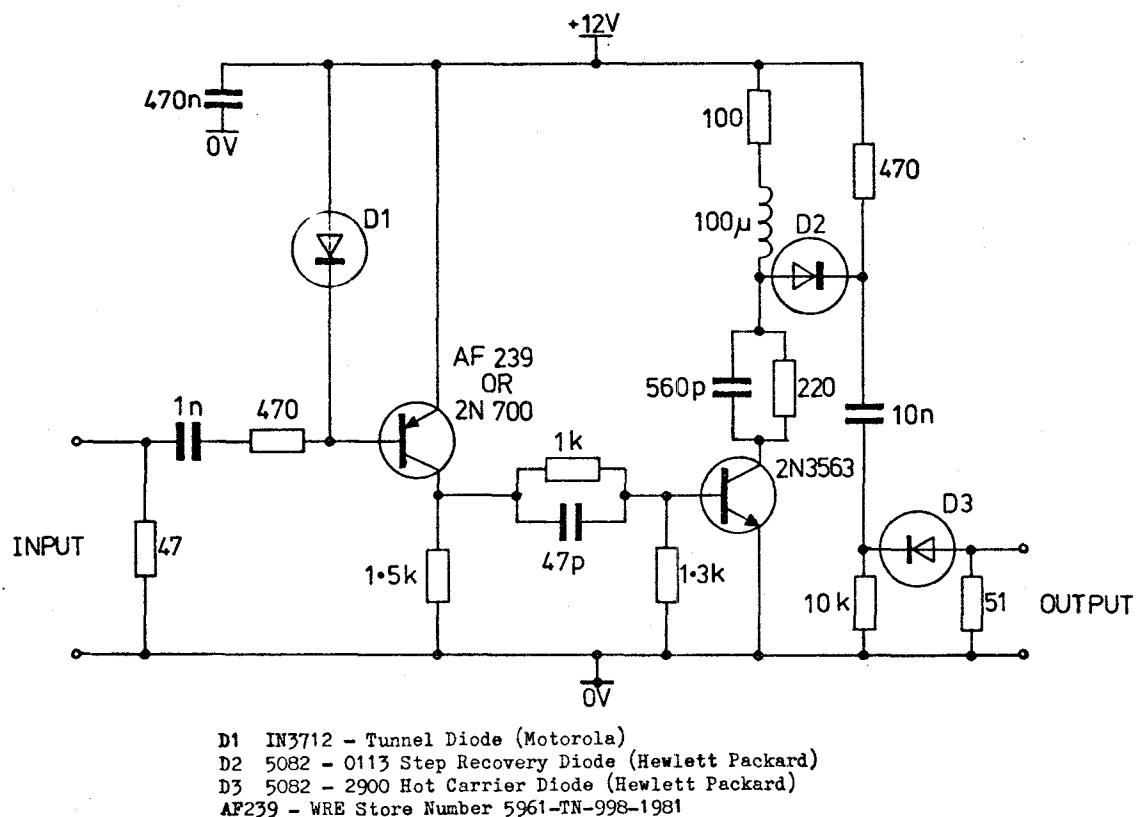 +12V
470n
0V
D1
100
470
100µ
D2
AF 239
OR
2N 700
560p
220
10n
1n
470
1k
2N3563
D3
INPUT
47
1·5k
47p
1·3k
10k
51
OUTPUT
0V
D1 IN3712 - Tunnel Diode (Motorola)
D2 5082 - 0113 Step Recovery Diode (Hewlett Packard)
D3 5082 - 2900 Hot Carrier Diode (Hewlett Packard)
AF239 - WRE Store Number 5961-TN-998-1981